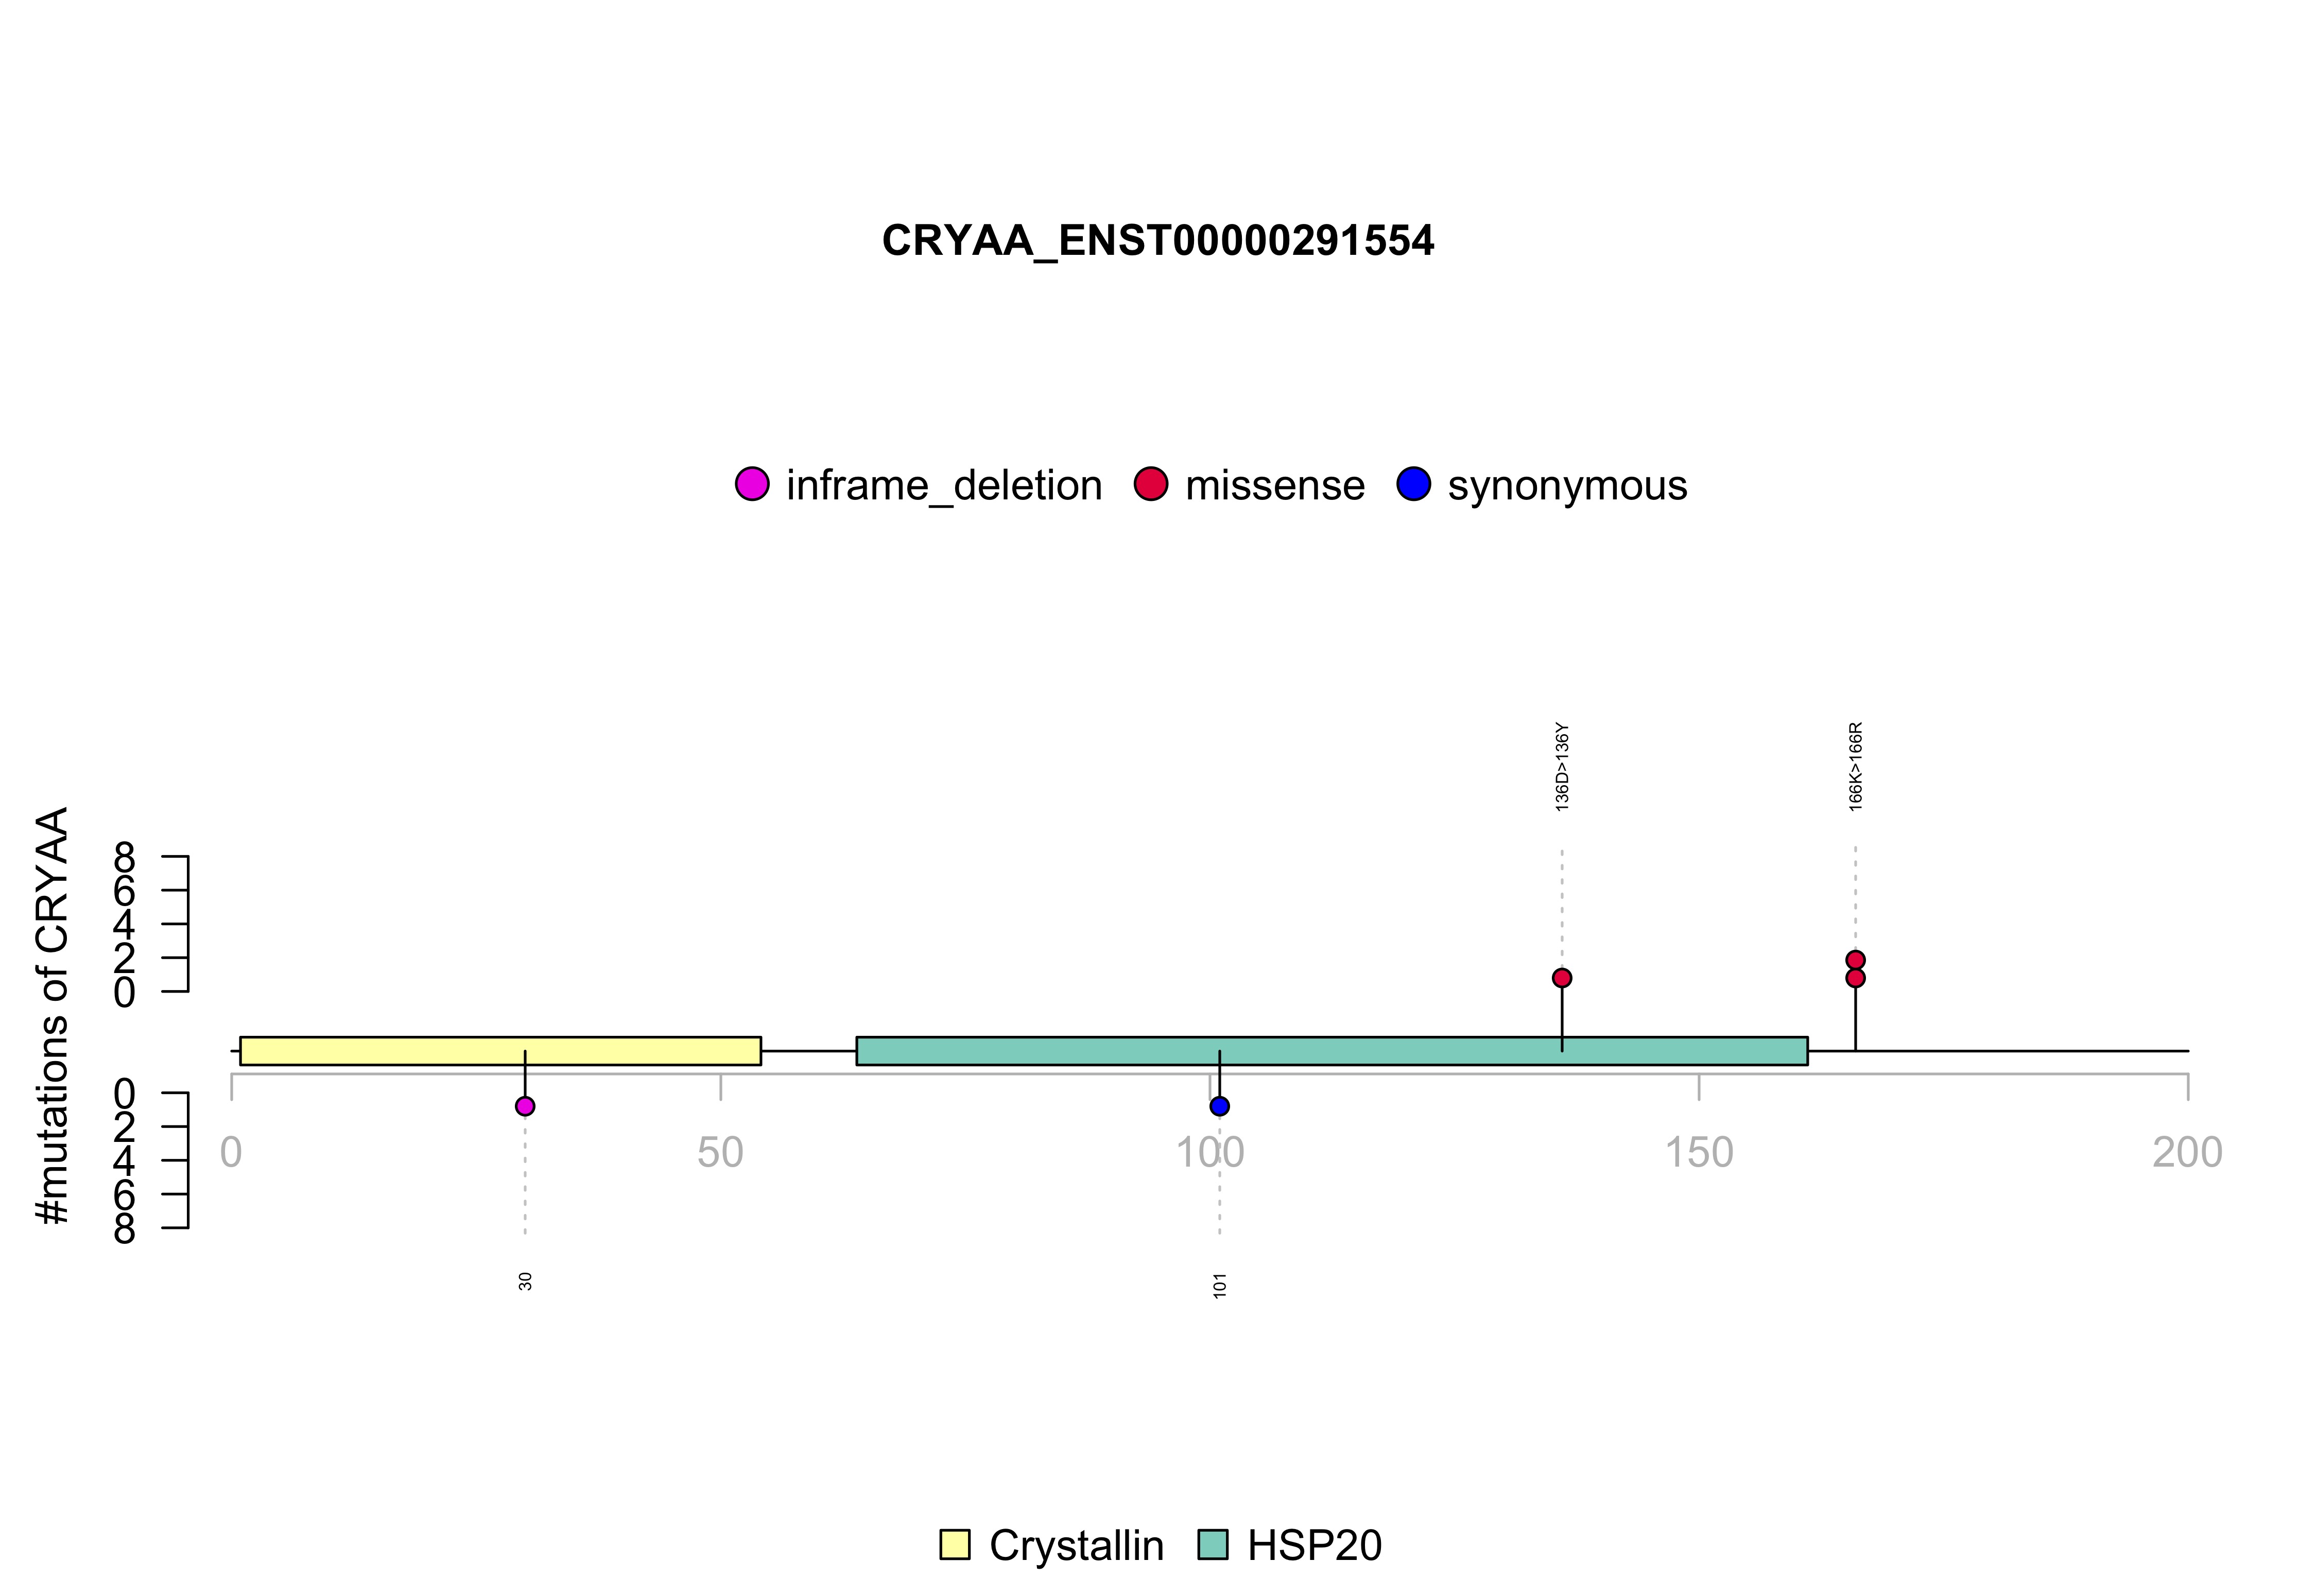 CRYAA_ENST00000291554
inframe_deletion missense synonymous
136D>136Y
166K>166R
#mutations of CRYAA
8
6
4
2
0
0
2
4
6
8
0 50 100 150 200
30
101
Crystallin HSP20